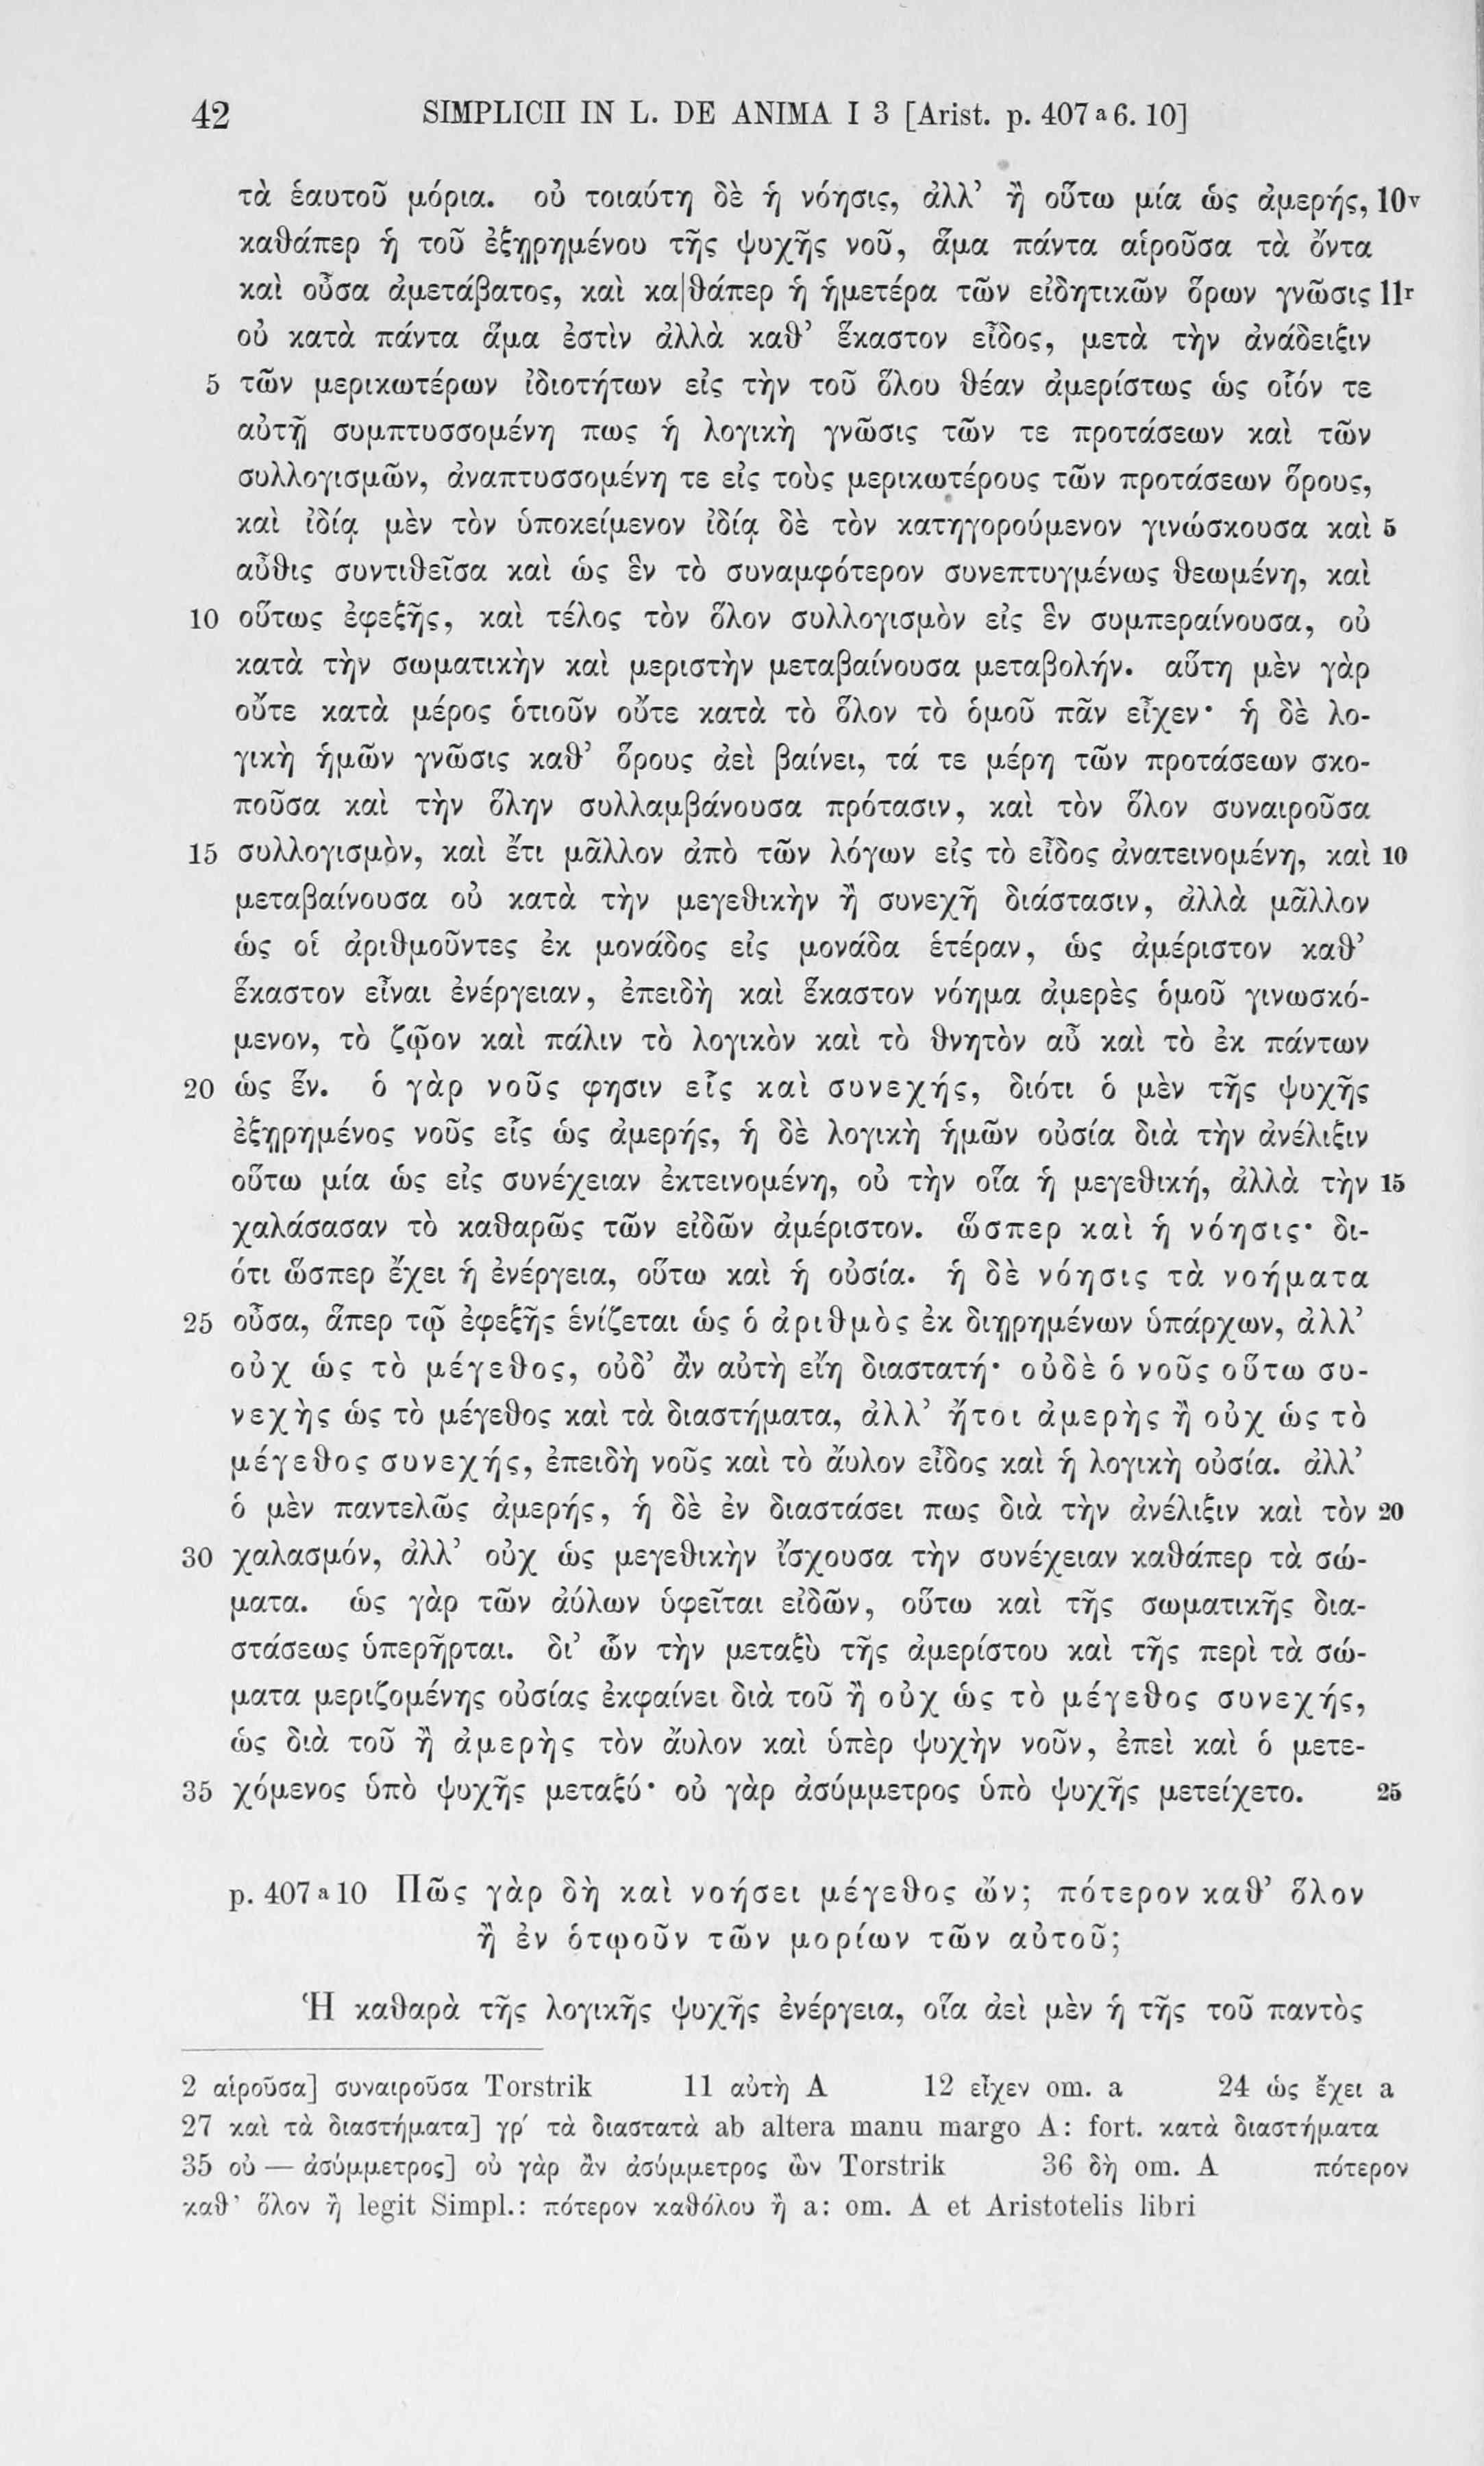 42 SIMPLICII IN L. DE ANIMA I 3 [Arist. p. 407 a 6. 10]
τὰ ἑαυτοῦ μόρια. οὐ τοιαύτη δὲ ἡ νόησις, ἀλλ’ ἢ οὕτω μία ὡς ἀμερής, 10v
καθάπερ ἡ τοῦ ἐξῃρημένου τῆς ψυχῆς νοῦ, ἅμα πάντα αἱροῦσα τὰ ὄντα
καὶ οὖσα ἀμετάβατος, καὶ κα|θάπερ ἡ ἡμετέρα τῶν εἰδητικῶν ὅρων γνῶσις 11r
οὐ κατὰ πάντα ἅμα ἐστὶν ἀλλὰ καθ’ ἕκαστον εἶδος, μετὰ τὴν ἀνάδειξιν
5 τῶν μερικωτέρων ἰδιοτήτων εἰς τὴν τοῦ ὅλου θέαν ἀμερίστως ὡς οἷόν τε
αὐτῇ συμπτυσσομένη πως ἡ λογικὴ γνῶσις τῶν τε προτάσεων καὶ τῶν
συλλογισμῶν, ἀναπτυσσομένη τε εἰς τοὺς μερικωτέρους τῶν προτάσεων ὅρους,
καὶ ἰδίᾳ μὲν τὸν ὑποκείμενον ἰδίᾳ δὲ τὸν κατηγορούμενον γινώσκουσα καὶ 5
αὖθις συντιθεῖσα καὶ ὡς ἓν τὸ συναμφότερον συνεπτυγμένως θεωμένη, καὶ
10 οὕτως ἐφεξῆς, καὶ τέλος τὸν ὅλον συλλογισμὸν εἰς ἓν συμπεραίνουσα, οὐ
κατὰ τὴν σωματικὴν καὶ μεριστὴν μεταβαίνουσα μεταβολήν. αὕτη μὲν γὰρ
οὔτε κατὰ μέρος ὁτιοῦν οὔτε κατὰ τὸ ὅλον τὸ ὁμοῦ πᾶν εἶχεν· ἡ δὲ λο-
γικὴ ἡμῶν γνῶσις καθ’ ὅρους ἀεὶ βαίνει, τά τε μέρη τῶν προτάσεων σκο-
ποῦσα καὶ τὴν ὅλην συλλαμβάνουσα πρότασιν, καὶ τὸν ὅλον συναιροῦσα
15 συλλογισμὸν, καὶ ἔτι μᾶλλον ἀπὸ τῶν λόγων εἰς τὸ εἶδος ἀνατεινομένη, καὶ 10
μεταβαίνουσα οὐ κατὰ τὴν μεγεθικὴν ἢ συνεχῆ διάστασιν, ἀλλὰ μᾶλλον
ὡς οἱ ἀριθμοῦντες ἐκ μονάδος εἰς μονάδα ἑτέραν, ὡς ἀμέριστον καθ’
ἕκαστον εἶναι ἐνέργειαν, ἐπειδὴ καὶ ἕκαστον νόημα ἀμερὲς ὁμοῦ γινωσκό-
μενον, τὸ ζῷον καὶ πάλιν τὸ λογικὸν καὶ τὸ θνητὸν αὖ καὶ τὸ ἐκ πάντων
20 ὡς ἕν. ὁ γὰρ νοῦς φησιν εἷς καὶ συνεχής, διότι ὁ μὲν τῆς ψυχῆς
ἐξῃρημένος νοῦς εἷς ὡς ἀμερής, ἡ δὲ λογικὴ ἡμῶν οὐσία διὰ τὴν ἀνέλιξιν
οὕτω μία ὡς εἰς συνέχειαν ἐκτεινομένη, οὐ τὴν οἵα ἡ μεγεθική, ἀλλὰ τὴν 15
χαλάσασαν τὸ καθαρῶς τῶν εἰδῶν ἀμέριστον. ὥσπερ καὶ ἡ νόησις· δι-
ότι ὥσπερ ἔχει ἡ ἐνέργεια, οὕτω καὶ ἡ οὐσία. ἡ δὲ νόησις τὰ νοήματα
25 οὖσα, ἅπερ τῷ ἐφεξῆς ἑνίζεται ὡς ὁ ἀριθμὸς ἐκ διῃρημένων ὑπάρχων, ἀλλ’
οὐχ ὡς τὸ μέγεθος, οὐδ’ ἂν αὐτὴ εἴη διαστατή· οὐδὲ ὁ νοῦς οὕτω συ-
νεχὴς ὡς τὸ μέγεθος καὶ τὰ διαστήματα, ἀλλ’ ἤτοι ἀμερὴς ἢ οὐχ ὡς τὸ
μέγεθος συνεχής, ἐπειδὴ νοῦς καὶ τὸ ἄυλον εἶδος καὶ ἡ λογικὴ οὐσία. ἀλλ’
ὁ μὲν παντελῶς ἀμερής, ἡ δὲ ἐν διαστάσει πως διὰ τὴν ἀνέλιξιν καὶ τὸν 20
30 χαλασμόν, ἀλλ’ οὐχ ὡς μεγεθικὴν ἴσχουσα τὴν συνέχειαν καθάπερ τὰ σώ-
ματα. ὡς γὰρ τῶν ἀύλων ὑφεῖται εἰδῶν, οὕτω καὶ τῆς σωματικῆς δια-
στάσεως ὑπερῆρται. δι’ ὧν τὴν μεταξὺ τῆς ἀμερίστου καὶ τῆς περὶ τὰ σώ-
ματα μεριζομένης οὐσίας ἐκφαίνει διὰ τοῦ ἢ οὐχ ὡς τὸ μέγεθος συνεχής,
ὡς διὰ τοῦ ἢ ἀμερὴς τὸν ἄυλον καὶ ὑπὲρ ψυχὴν νοῦν, ἐπεὶ καὶ ὁ μετε-
35 χόμενος ὑπὸ ψυχῆς μεταξύ· οὐ γὰρ ἀσύμμετρος ὑπὸ ψυχῆς μετείχετο. 25
p. 407 a 10 Πῶς γὰρ δὴ καὶ νοήσει μέγεθος ὤν; πότερον καθ’ ὅλον
ἢ ἐν ὁτῳοῦν τῶν μορίων τῶν αὑτοῦ;
Ἡ καθαρὰ τῆς λογικῆς ψυχῆς ἐνέργεια, οἵα ἀεὶ μὲν ἡ τῆς τοῦ παντὸς
2 αἱροῦσα] συναιροῦσα Torstrik 11 αὐτὴ A 12 εἶχεν om. a 24 ὡς ἔχει a
27 καὶ τὰ διαστήματα] γρʹ τὰ διαστατὰ ab altera manu margo A: fort. κατὰ διαστήματα
35 οὐ — ἀσύμμετρος] οὐ γὰρ ἂν ἀσύμμετρος ὢν Torstrik 36 δὴ om. A πότερον
καθ’ ὅλον ἢ legit Simpl.: πότερον καθόλου ἢ a: om. A et Aristotelis libri